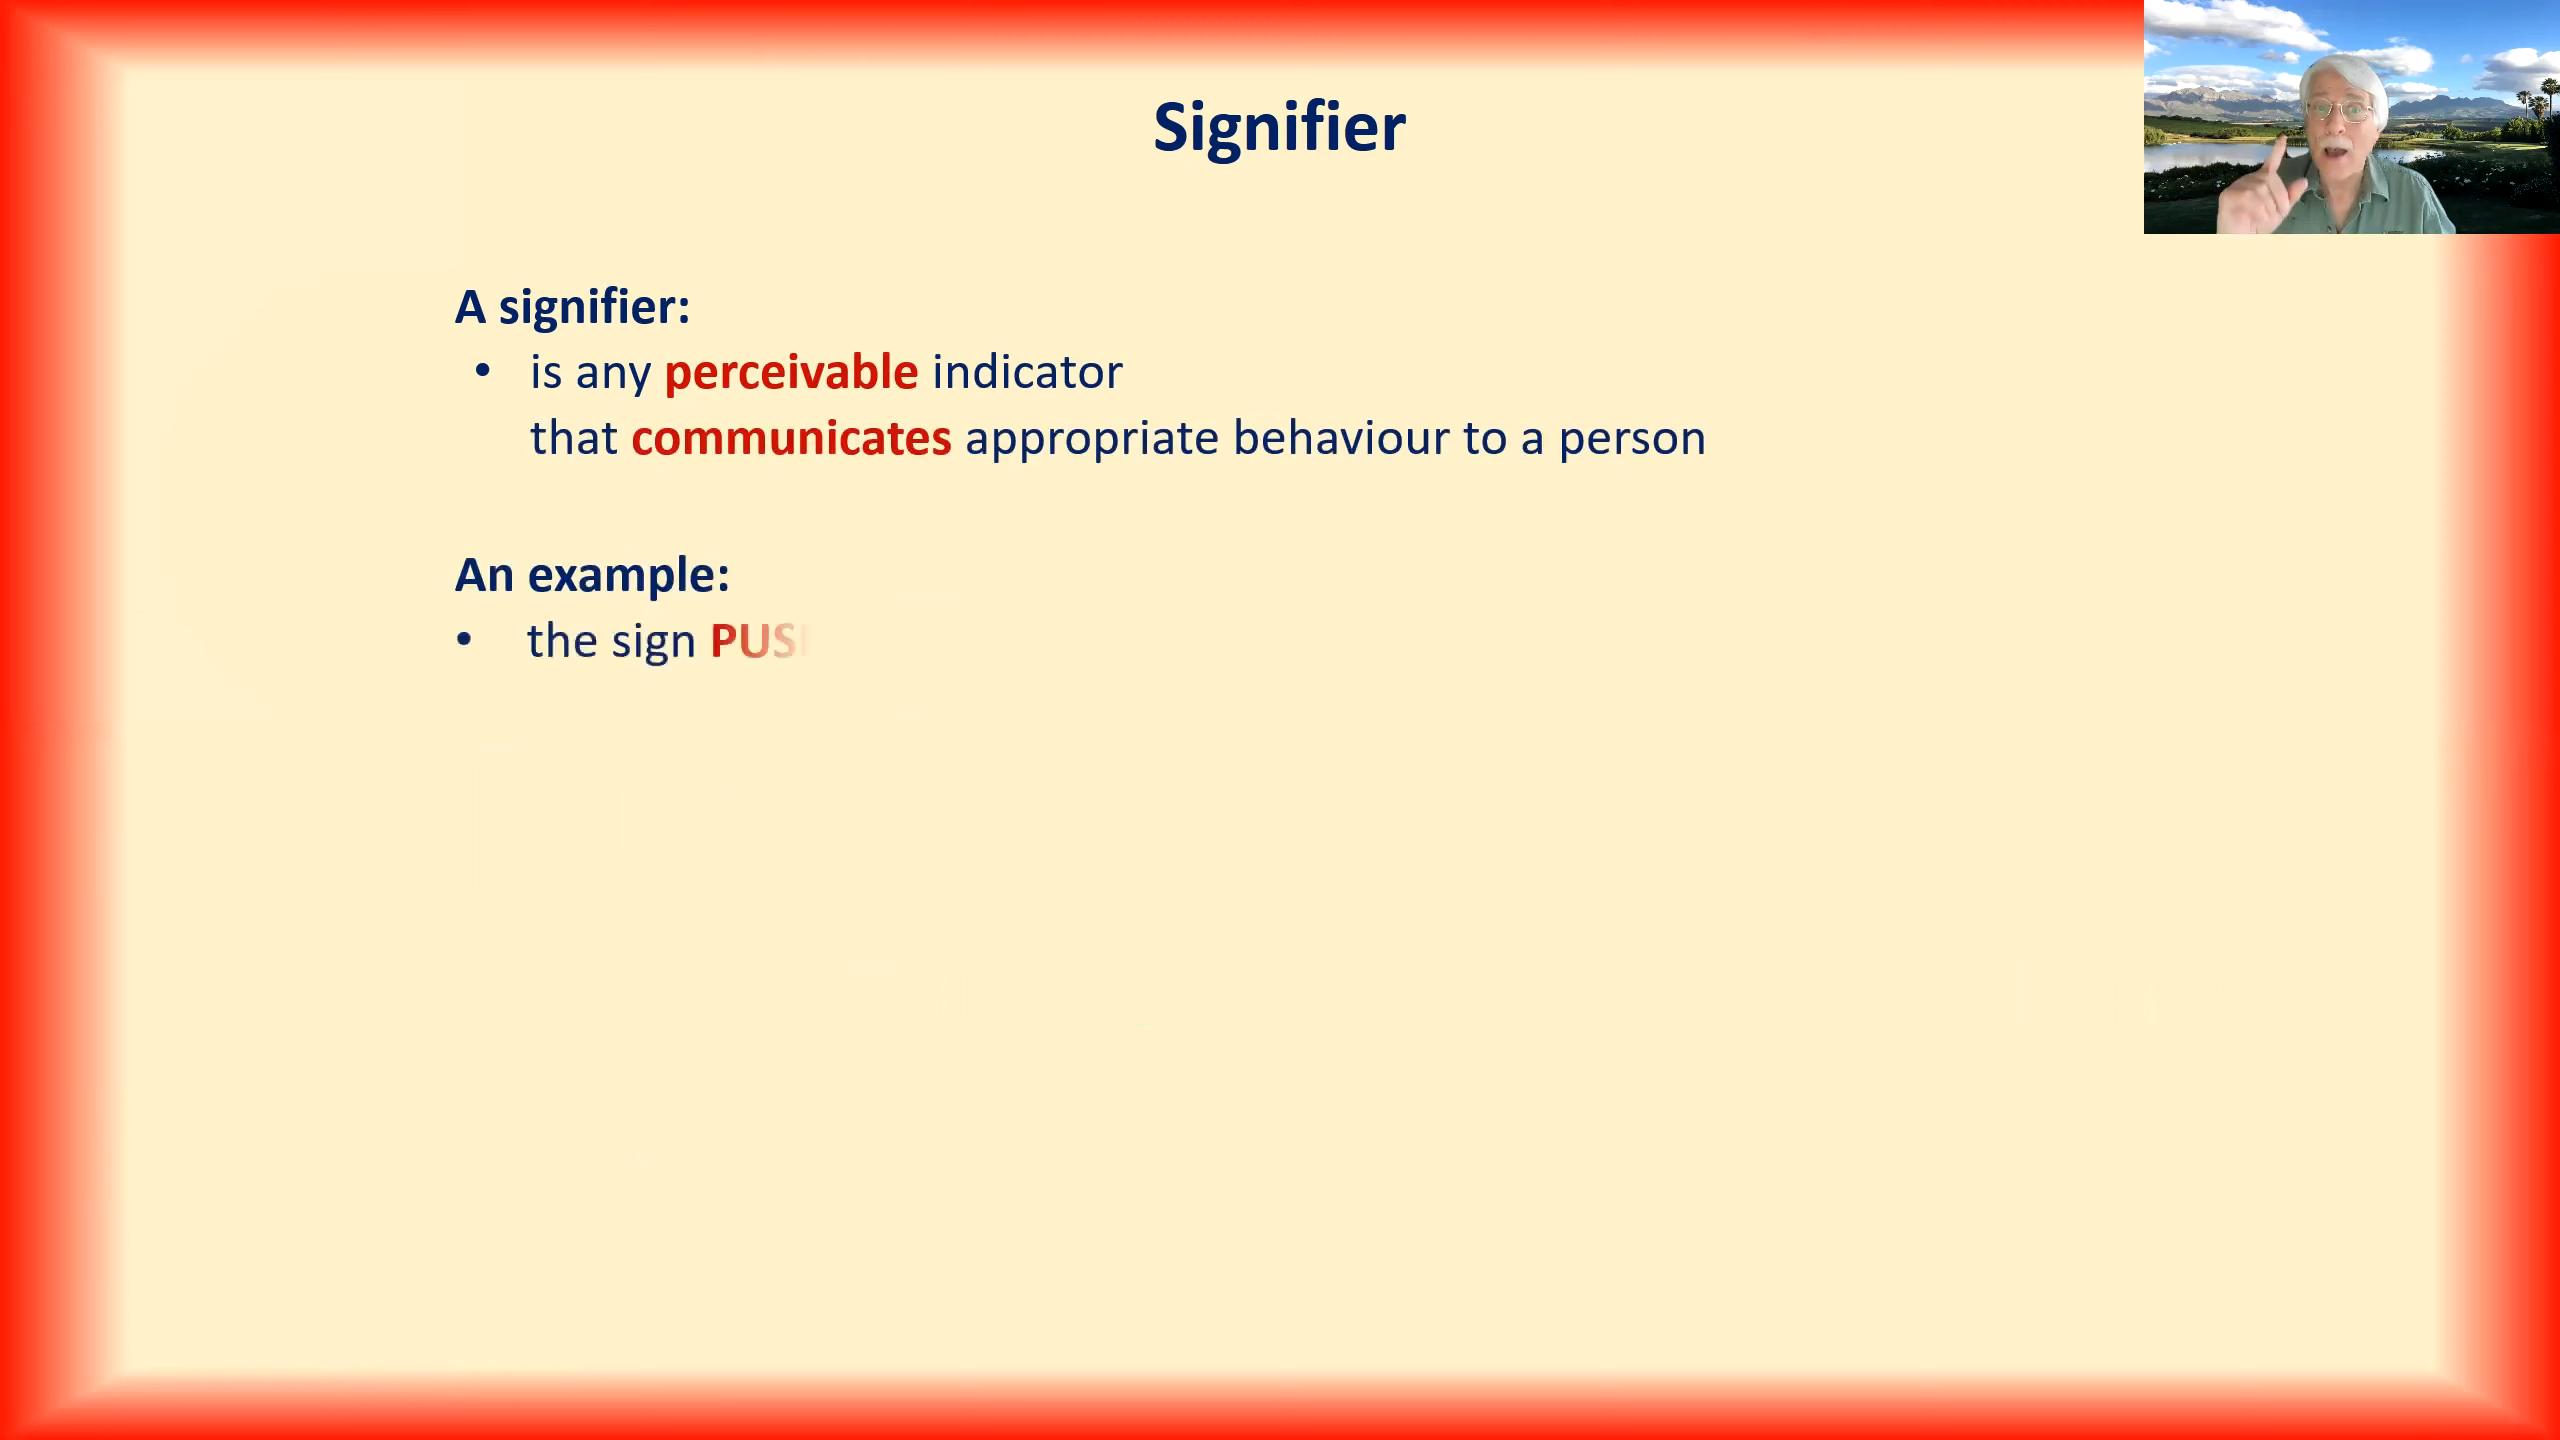 Signifier
A signifier:
• is any perceivable indicator
that communicates appropriate behaviour to a person
An example:
• the sign PUS